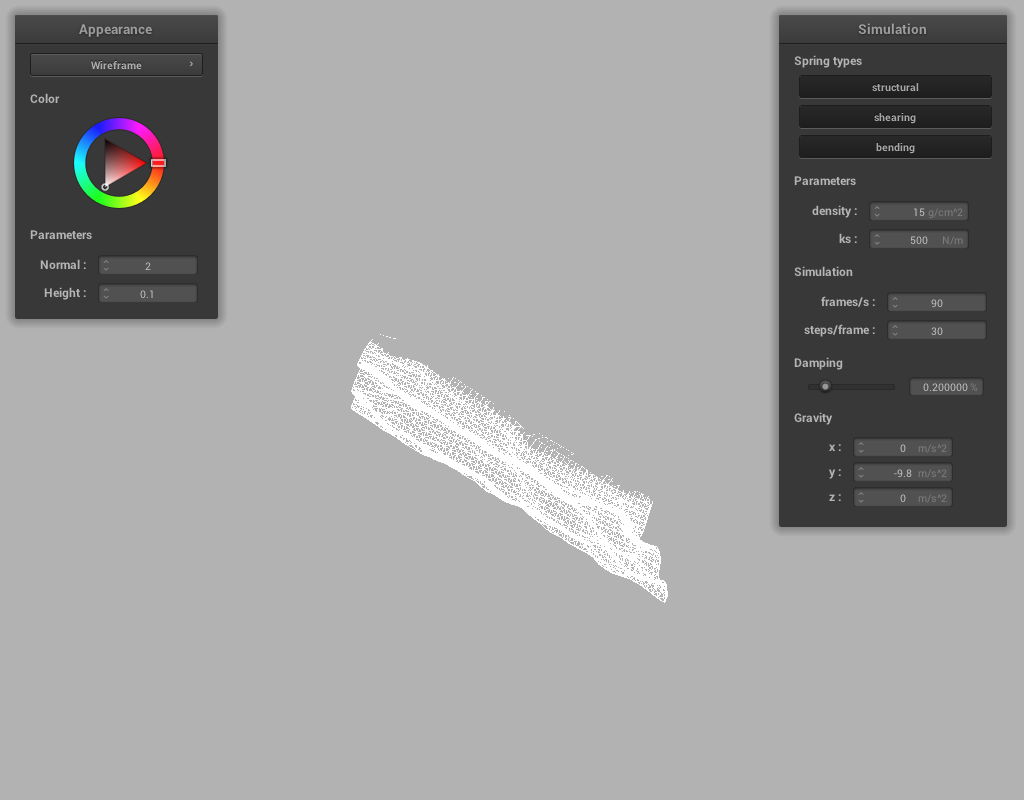 Appearance
Wireframe ›
Color
Parameters
Normal : 2
Height : 0.1
Simulation
Spring types
structural
shearing
bending
Parameters
density : 15 g/cm^2
ks : 500 N/m
Simulation
frames/s : 90
steps/frame : 30
Damping
0.200000 %
Gravity
x : 0 m/s^2
y : -9.8 m/s^2
z : 0 m/s^2